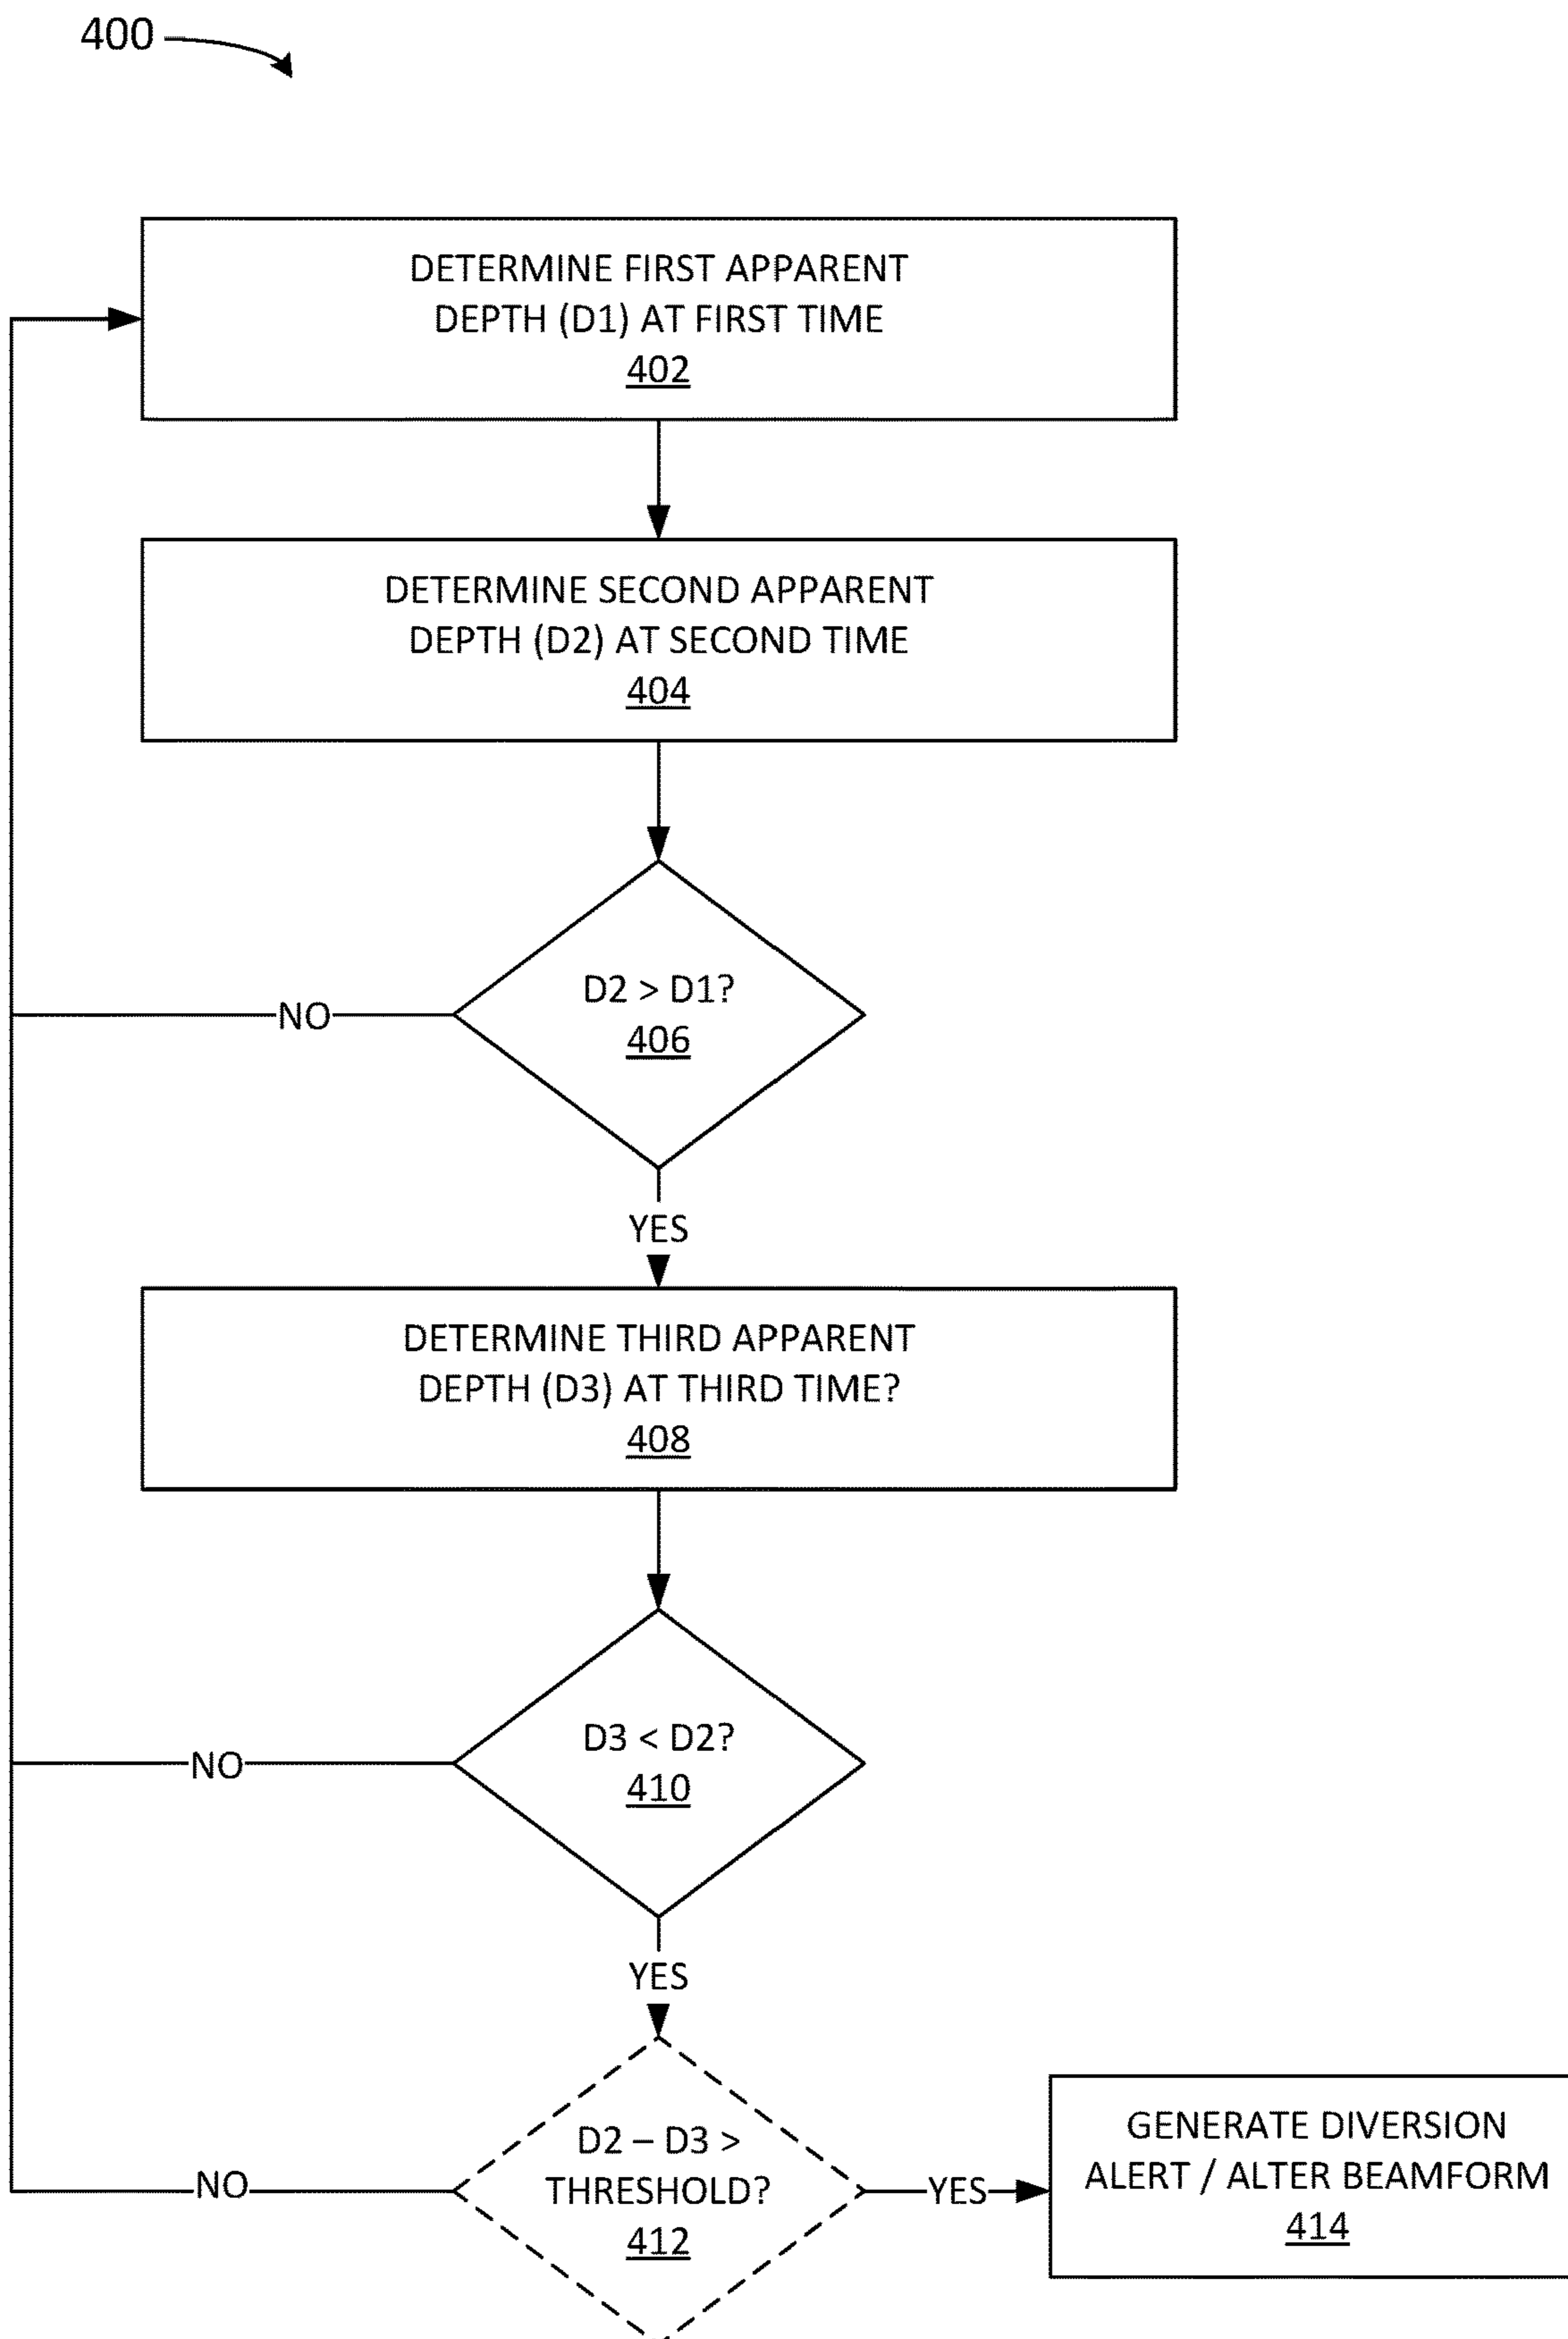 400
DETERMINE FIRST APPARENT
DEPTH (D1) AT FIRST TIME
402
DETERMINE SECOND APPARENT
DEPTH (D2) AT SECOND TIME
404
D2 > D1?
406
NO
YES
DETERMINE THIRD APPARENT
DEPTH (D3) AT THIRD TIME?
408
D3 < D2?
410
NO
YES
D2 – D3 >
THRESHOLD?
412
NO
YES
GENERATE DIVERSION
ALERT / ALTER BEAMFORM
414